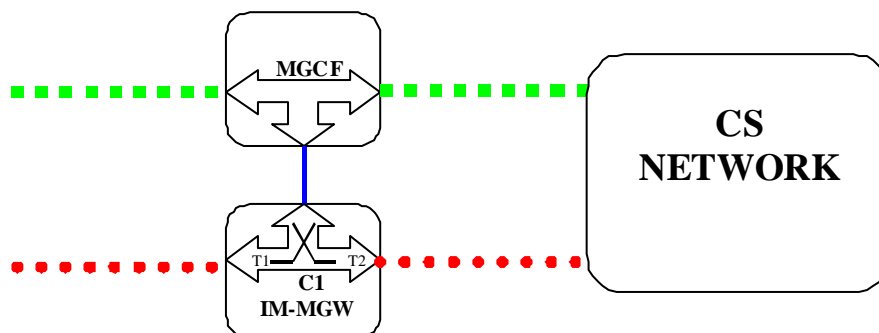 MGCF
CS
NETWORK
T1
T2
C1
IM-MGW